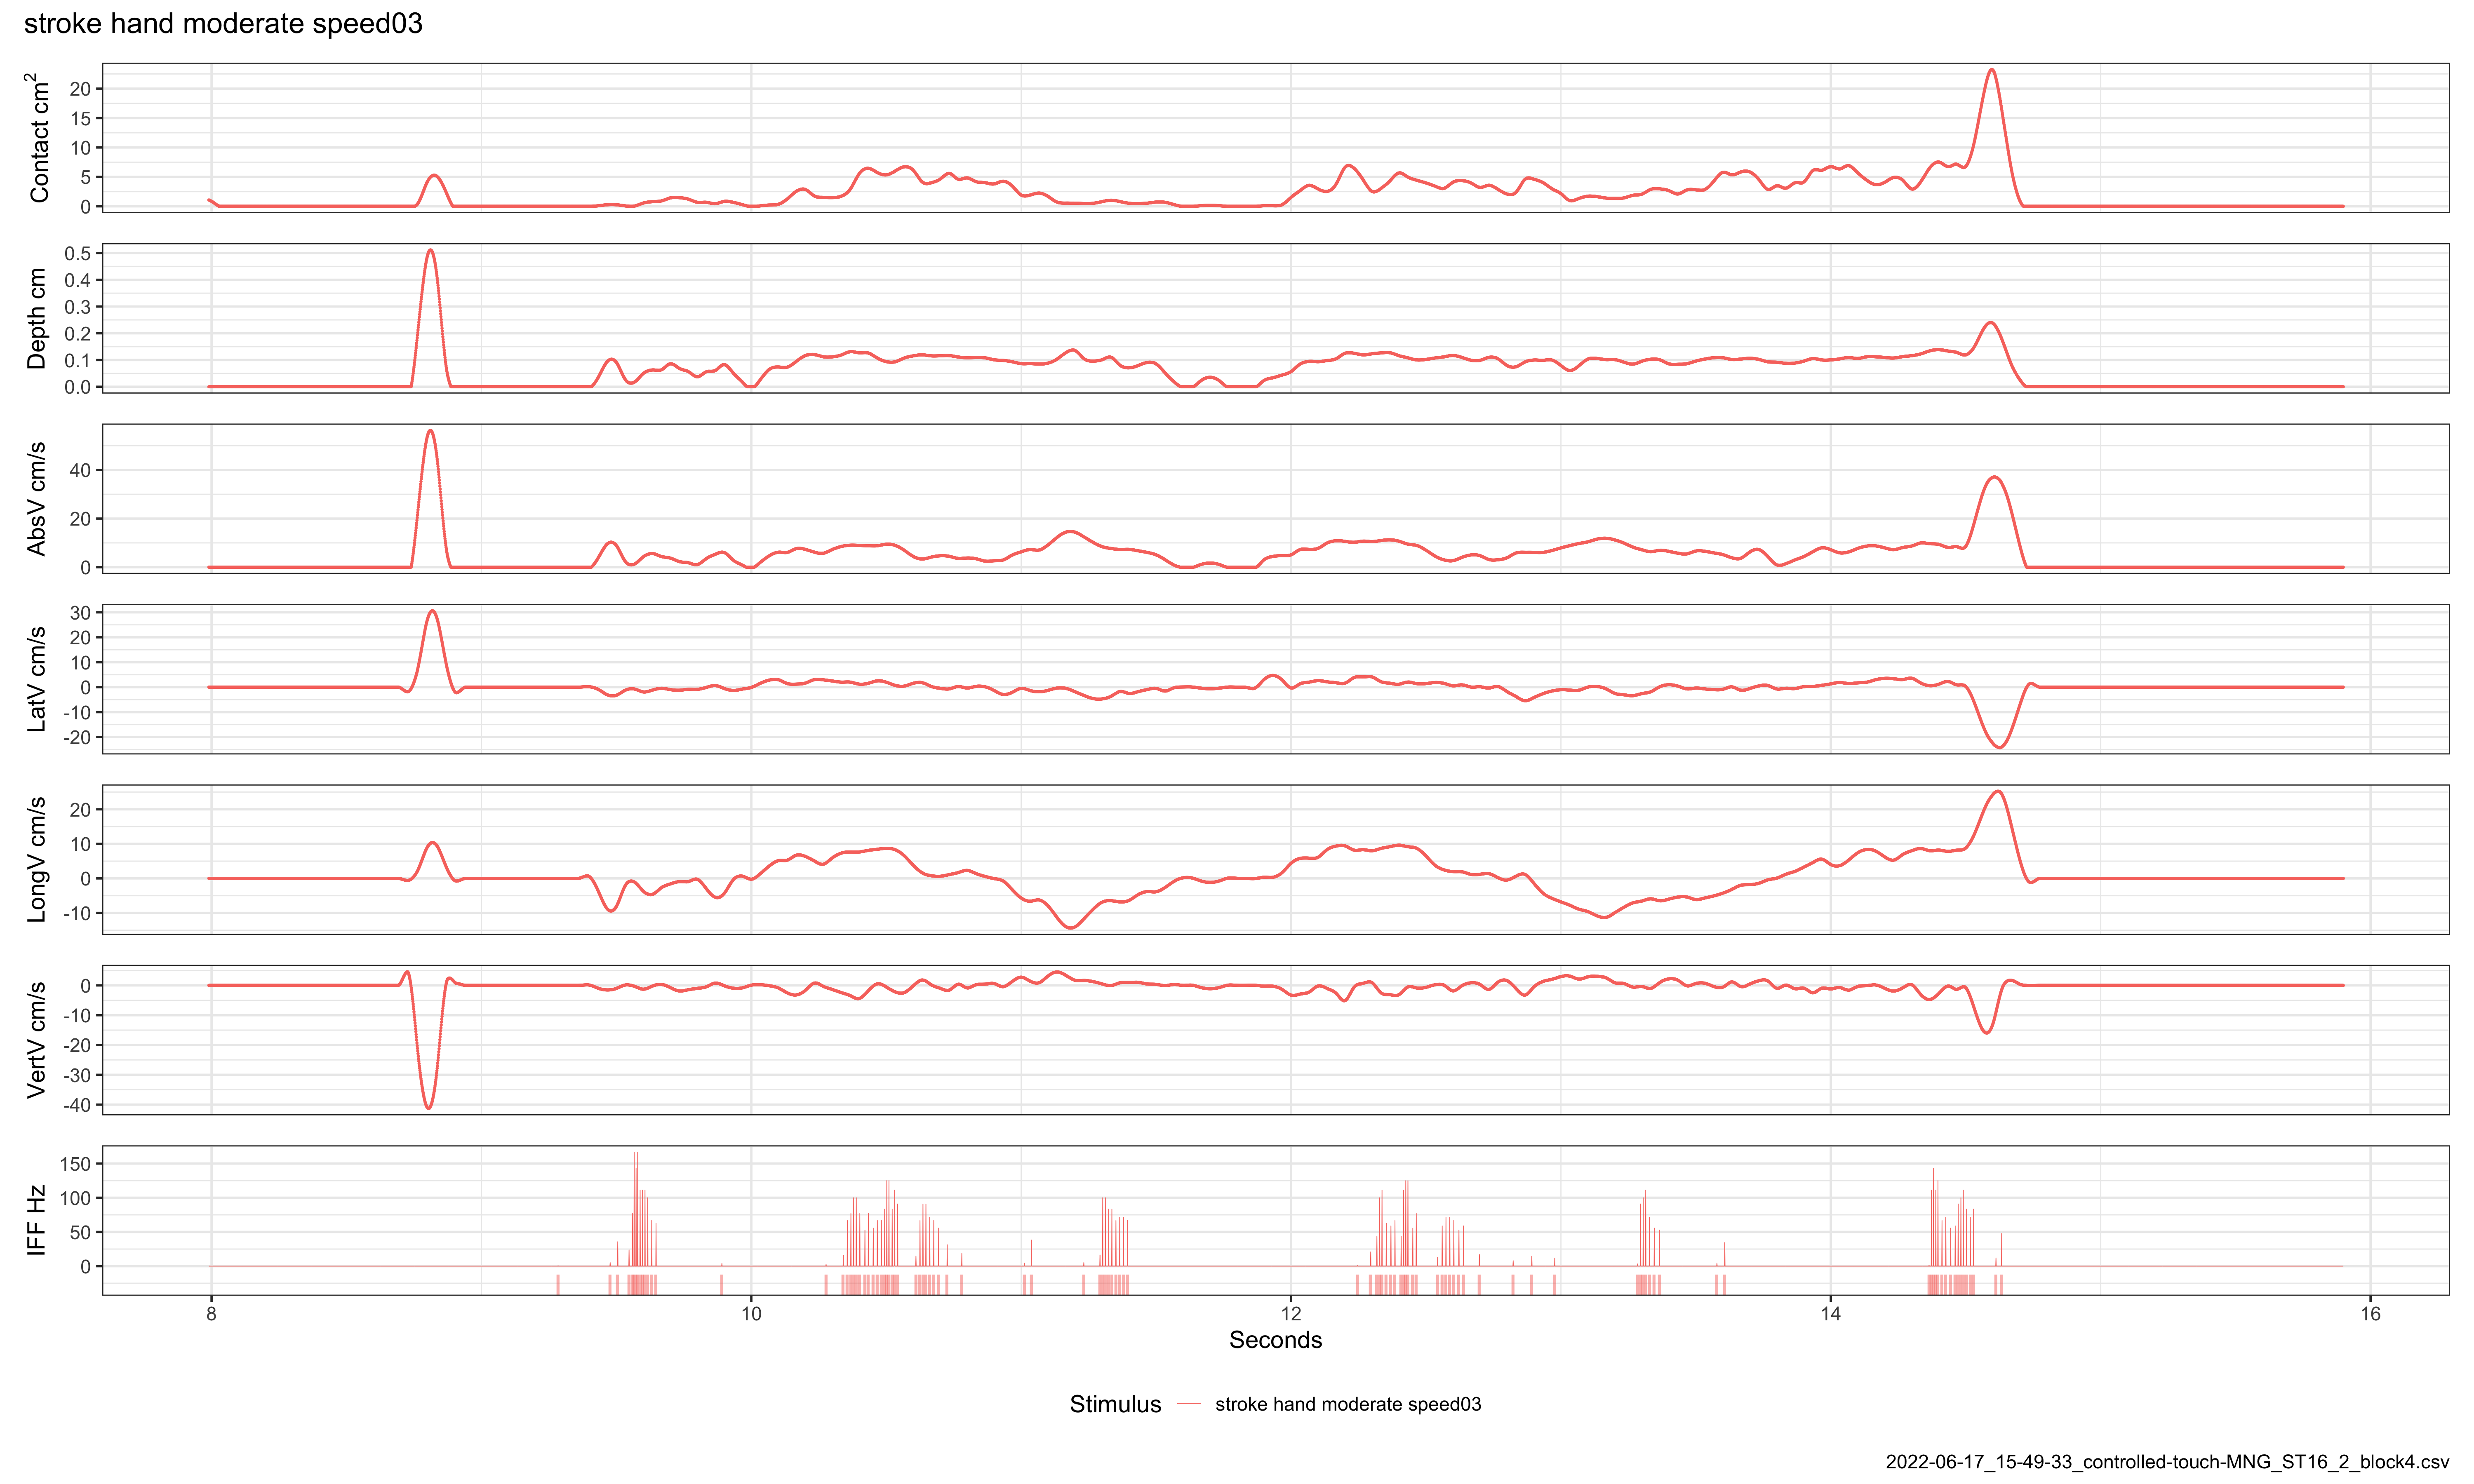 stroke hand moderate speed03
Contact cm²
20
15
10
5
0
Depth cm
0.5
0.4
0.3
0.2
0.1
0.0
AbsV cm/s
40
20
0
LatV cm/s
30
20
10
0
-10
-20
LongV cm/s
20
10
0
-10
VertV cm/s
0
-10
-20
-30
-40
IFF Hz
150
100
50
0
8 10 12 14 16
Seconds
Stimulus stroke hand moderate speed03
2022-06-17_15-49-33_controlled-touch-MNG_ST16_2_block4.csv